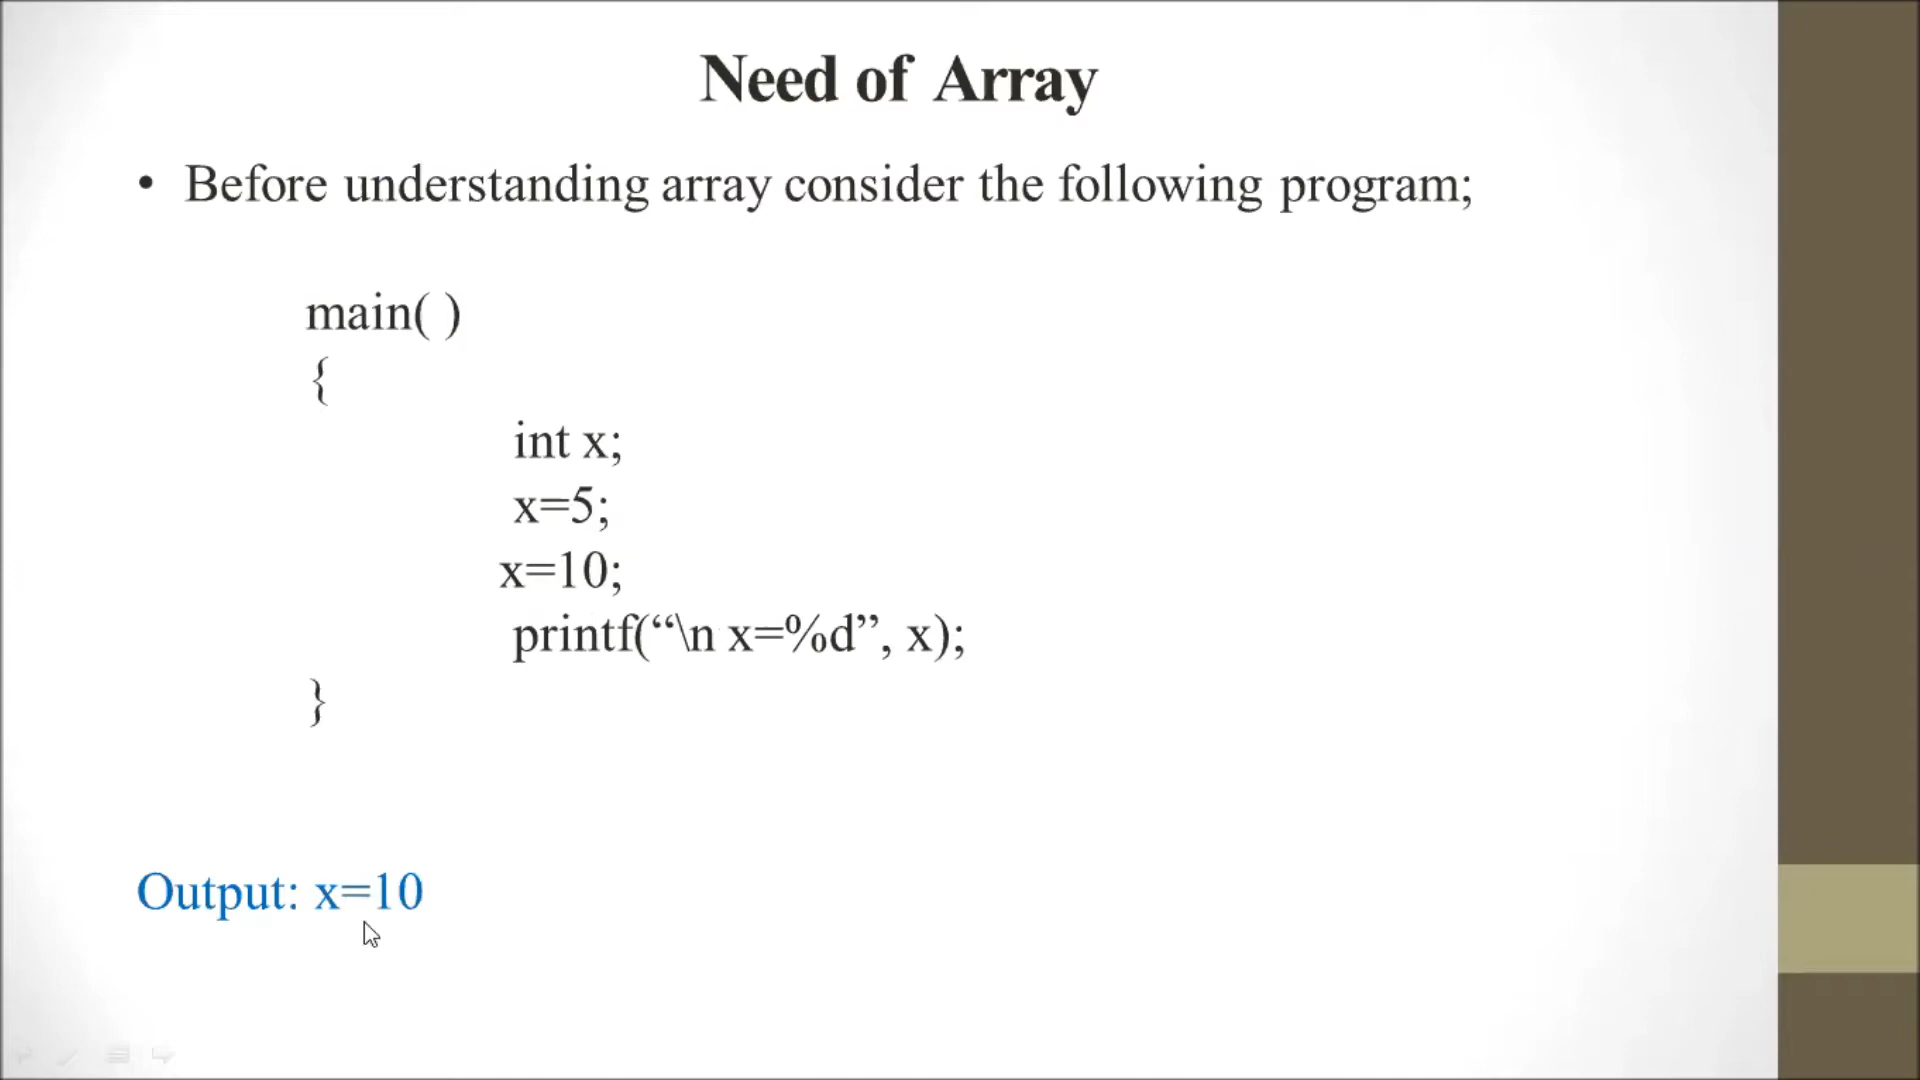 Need of Array
• Before understanding array consider the following program;
main( )
{
int x;
x=5;
x=10;
printf(“\n x=%d”, x);
}
Output: x=10